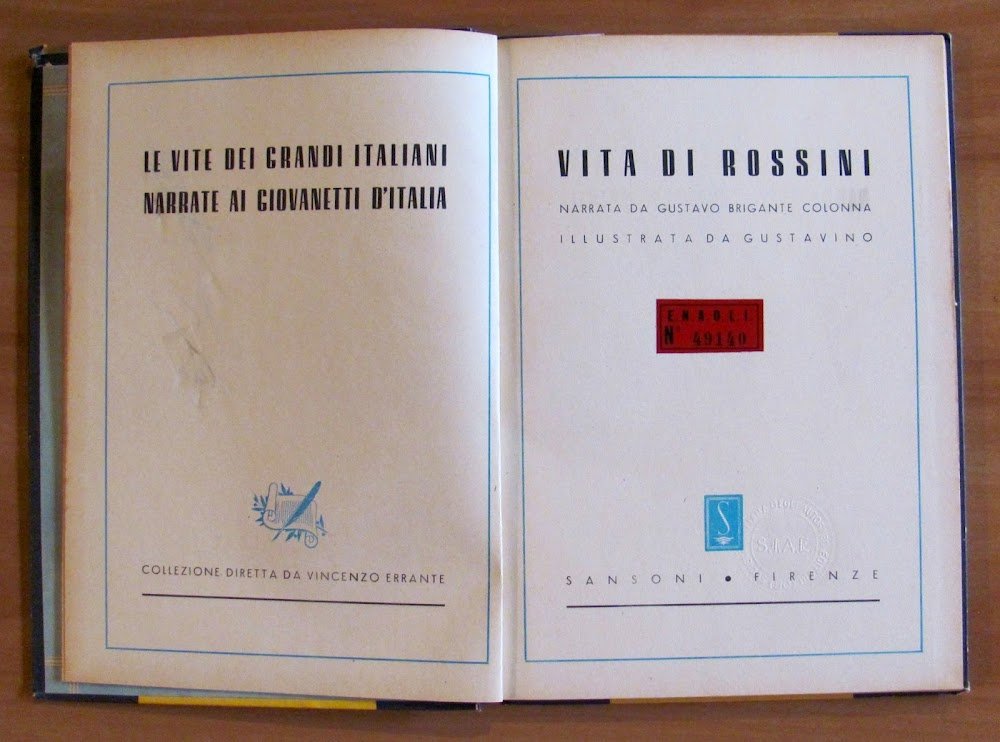 LE VITE DEI GRANDI ITALIANI
NARRATE AI GIOVANETTI D'ITALIA
COLLEZIONE DIRETTA DA VINCENZO ERRANTE
VITA DI ROSSINI
NARRATA DA GUSTAVO BRIGANTE COLONNA
ILLUSTRATA DA GUSTAVINO
E.N.A.O.L.I.
N° 49140
S
S.I.A.E.
SANSONI • FIRENZE